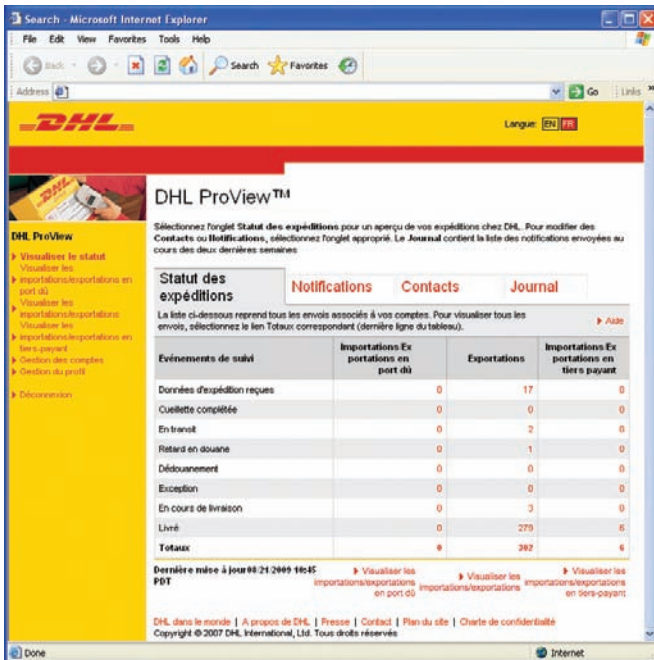 Search - Microsoft Internet Explorer
File Edit View Favorites Tools Help
Back Search Favorites
Address Go Links
DHL
Langue: EN FR
DHL ProView™
Sélectionnez l'onglet Statut des expéditions pour un aperçu de vos expéditions chez DHL. Pour modifier des
Contacts ou Notifications, sélectionnez l'onglet approprié. Le Journal contient la liste des notifications envoyées au
cours des deux dernières semaines
DHL ProView
Visualiser le statut
Visualiser les
importations/exportations en
port dû
Visualiser les
importations/exportations
Visualiser les
importations/exportations en
tiers-payant
Gestion des comptes
Gestion du profil
Déconnexion
Statut des
expéditions
Notifications Contacts Journal
La liste ci-dessous reprend tous les envois associés à vos comptes. Pour visualiser tous les
envois, sélectionnez le lien Totaux correspondant (dernière ligne du tableau).
Aide
Evénements de suivi Importations/Ex
portations en
port dû Exportations Importations/Ex
portations en
tiers payant
Données d'expédition reçues 0 17 0
Cueillette complétée 0 0 0
En transit 0 2 0
Retard en douane 0 1 0
Dédouanement 0 0 0
Exception 0 0 0
En cours de livraison 0 3 0
Livré 0 279 6
Totaux 0 302 6
Dernière mise à jour 08/21/2009 10:45
PDT
Visualiser les
importations/exportations
en port dû
Visualiser les
importations/exportations
Visualiser les
importations/exportations
en tiers-payant
DHL dans le monde | A propos de DHL | Presse | Contact | Plan du site | Charte de confidentialité
Copyright © 2007 DHL International, Ltd. Tous droits réservés
Done Internet